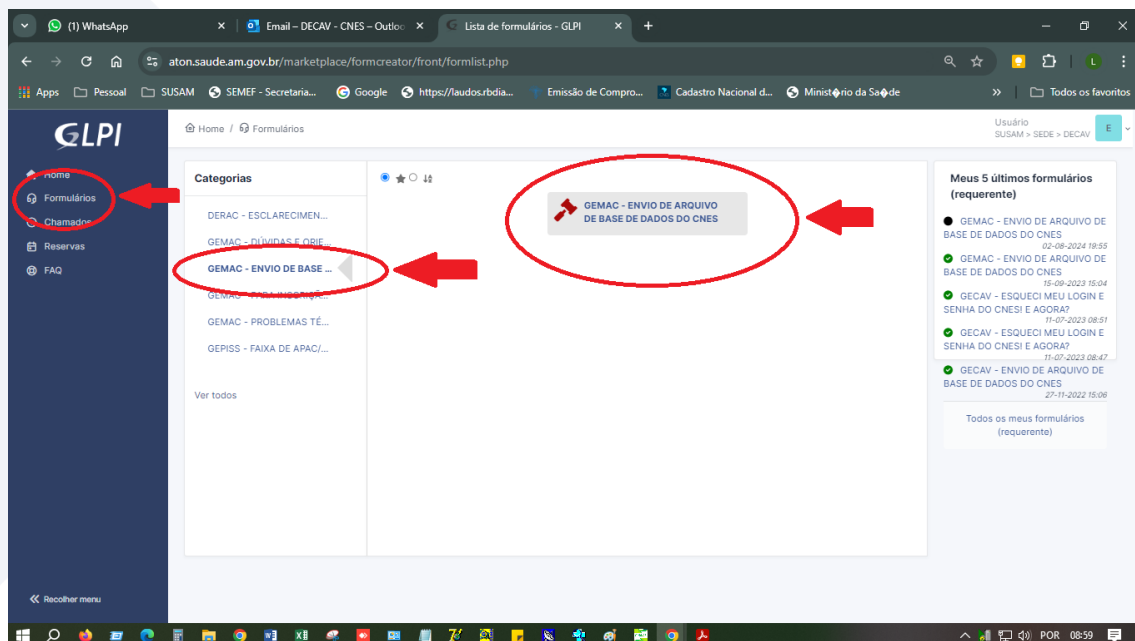 (1) WhatsApp
Email – DECAV - CNES – Outloo
Lista de formulários - GLPI
aton.saude.am.gov.br/marketplace/formcreator/front/formlist.php
L
Apps
Pessoal
SUSAM
SEMEF - Secretaria...
Google
https://laudos.rbdia...
Emissão de Compro...
Cadastro Nacional d...
Minist�rio da Sa�de
»
Todos os favoritos
GLPI
Home / Formulários
Usuário
SUSAM > SEDE > DECAV
E
Home
Formulários
Chamados
Reservas
FAQ
Recolher menu
Categorias
DERAC - ESCLARECIMEN...
GEMAC - DÚVIDAS E ORIE...
GEMAC - ENVIO DE BASE ...
GEMAC - PROBLEMAS TÉ...
GEPISS - FAIXA DE APAC/...
Ver todos
GEMAC - ENVIO DE ARQUIVO
DE BASE DE DADOS DO CNES
Meus 5 últimos formulários
(requerente)
GEMAC - ENVIO DE ARQUIVO DE
BASE DE DADOS DO CNES
02-08-2024 19:55
GEMAC - ENVIO DE ARQUIVO DE
BASE DE DADOS DO CNES
15-09-2023 15:04
GECAV - ESQUECI MEU LOGIN E
SENHA DO CNES! E AGORA?
11-07-2023 08:51
GECAV - ESQUECI MEU LOGIN E
SENHA DO CNES! E AGORA?
11-07-2023 08:47
GECAV - ENVIO DE ARQUIVO DE
BASE DE DADOS DO CNES
27-11-2022 15:06
Todos os meus formulários
(requerente)
POR
08:59